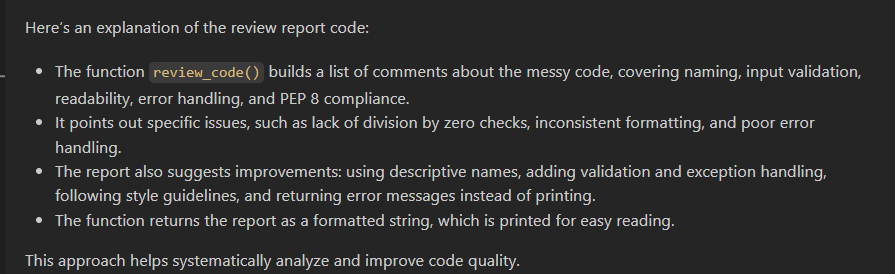 Here's an explanation of the review report code:
• The function review_code() builds a list of comments about the messy code, covering naming, input validation,
readability, error handling, and PEP 8 compliance.
• It points out specific issues, such as lack of division by zero checks, inconsistent formatting, and poor error
handling.
• The report also suggests improvements: using descriptive names, adding validation and exception handling,
following style guidelines, and returning error messages instead of printing.
• The function returns the report as a formatted string, which is printed for easy reading.
This approach helps systematically analyze and improve code quality.